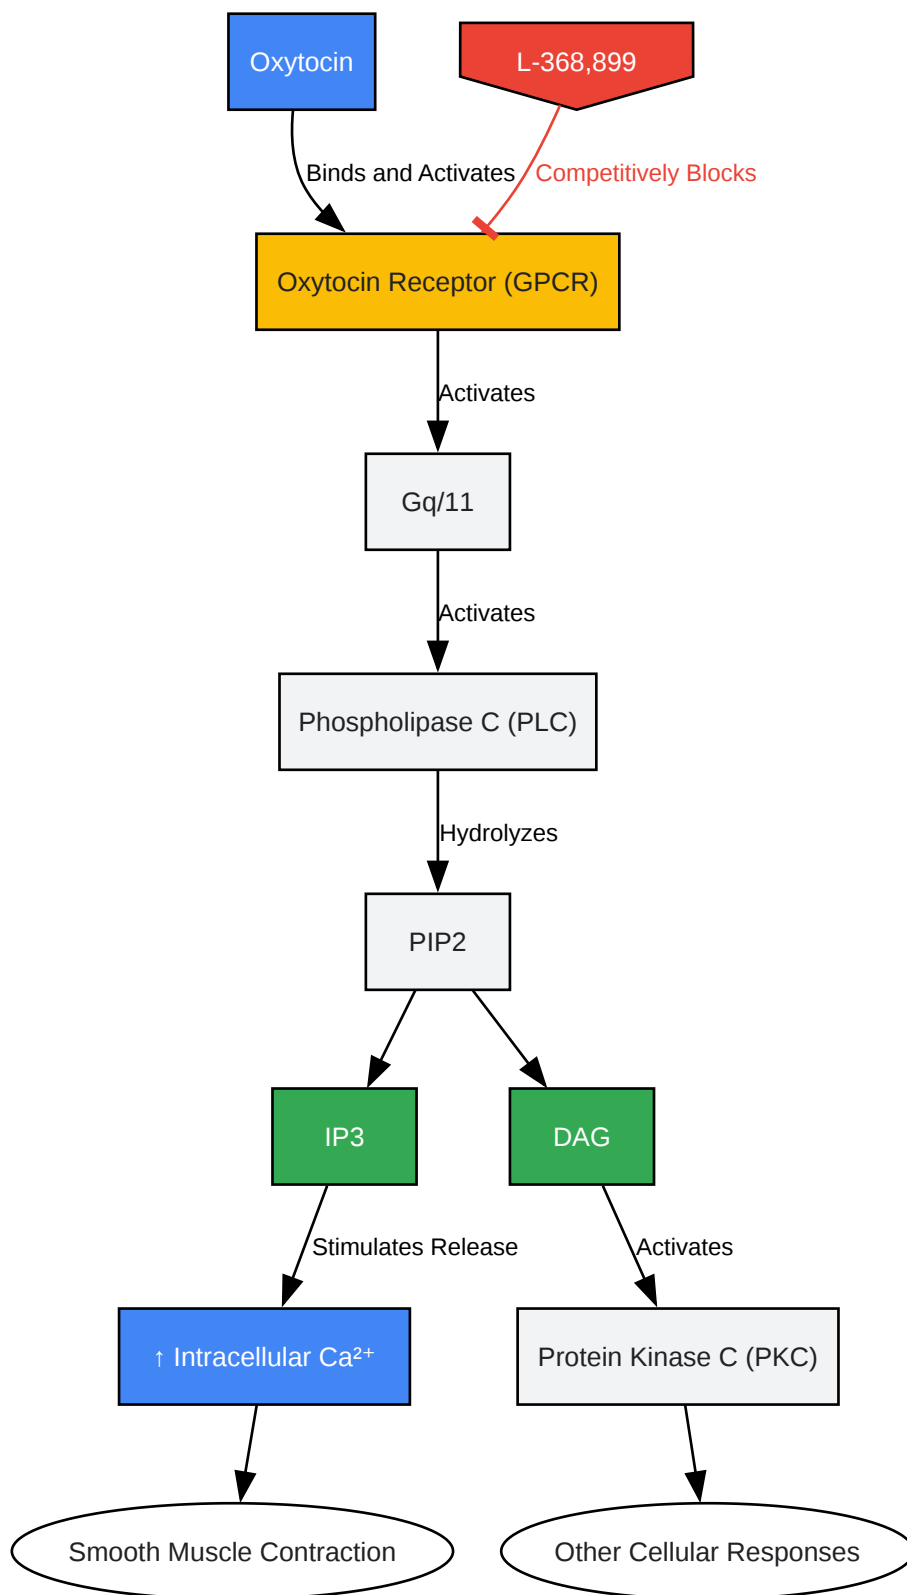 Oxytocin
L-368,899
Binds and Activates
Competitively Blocks
Oxytocin Receptor (GPCR)
Activates
Gq/11
Activates
Phospholipase C (PLC)
Hydrolyzes
PIP2
IP3
DAG
Stimulates Release
Activates
↑ Intracellular Ca²⁺
Protein Kinase C (PKC)
Smooth Muscle Contraction
Other Cellular Responses